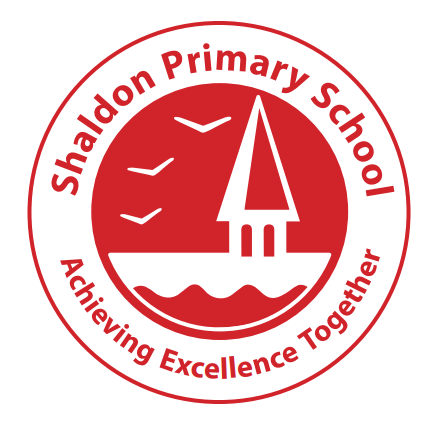 Shaldon Primary School
Achieving Excellence Together